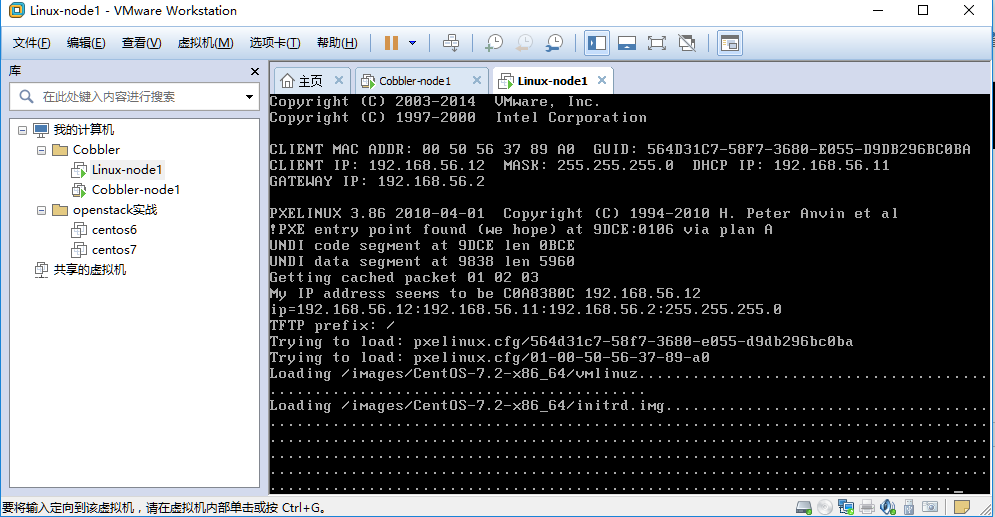 Linux-node1 - VMware Workstation
文件(F) 编辑(E) 查看(V) 虚拟机(M) 选项卡(T) 帮助(H)
库
在此处键入内容进行搜索
我的计算机
Cobbler
Linux-node1
Cobbler-node1
openstack实战
centos6
centos7
共享的虚拟机
主页 Cobbler-node1 Linux-node1
Copyright (C) 2003-2014 VMware, Inc.
Copyright (C) 1997-2000 Intel Corporation
CLIENT MAC ADDR: 00 50 56 37 89 A0 GUID: 564D31C7-58F7-3680-E055-D9DB296BC0BA
CLIENT IP: 192.168.56.12 MASK: 255.255.255.0 DHCP IP: 192.168.56.11
GATEWAY IP: 192.168.56.2
PXELINUX 3.86 2010-04-01 Copyright (C) 1994-2010 H. Peter Anvin et al
!PXE entry point found (we hope) at 9DCE:0106 via plan A
UNDI code segment at 9DCE len 0BCE
UNDI data segment at 9838 len 5960
Getting cached packet 01 02 03
My IP address seems to be C0A8380C 192.168.56.12
ip=192.168.56.12:192.168.56.11:192.168.56.2:255.255.255.0
TFTP prefix: /
Trying to load: pxelinux.cfg/564d31c7-58f7-3680-e055-d9db296bc0ba
Trying to load: pxelinux.cfg/01-00-50-56-37-89-a0
Loading /images/CentOS-7.2-x86_64/vmlinuz.......................................
..........................................
Loading /images/CentOS-7.2-x86_64/initrd.img....................................
................................................................................
................................................................................
................................................................................
................................................................................
............................................................................
要将输入定向到该虚拟机，请在虚拟机内部单击或按 Ctrl+G。